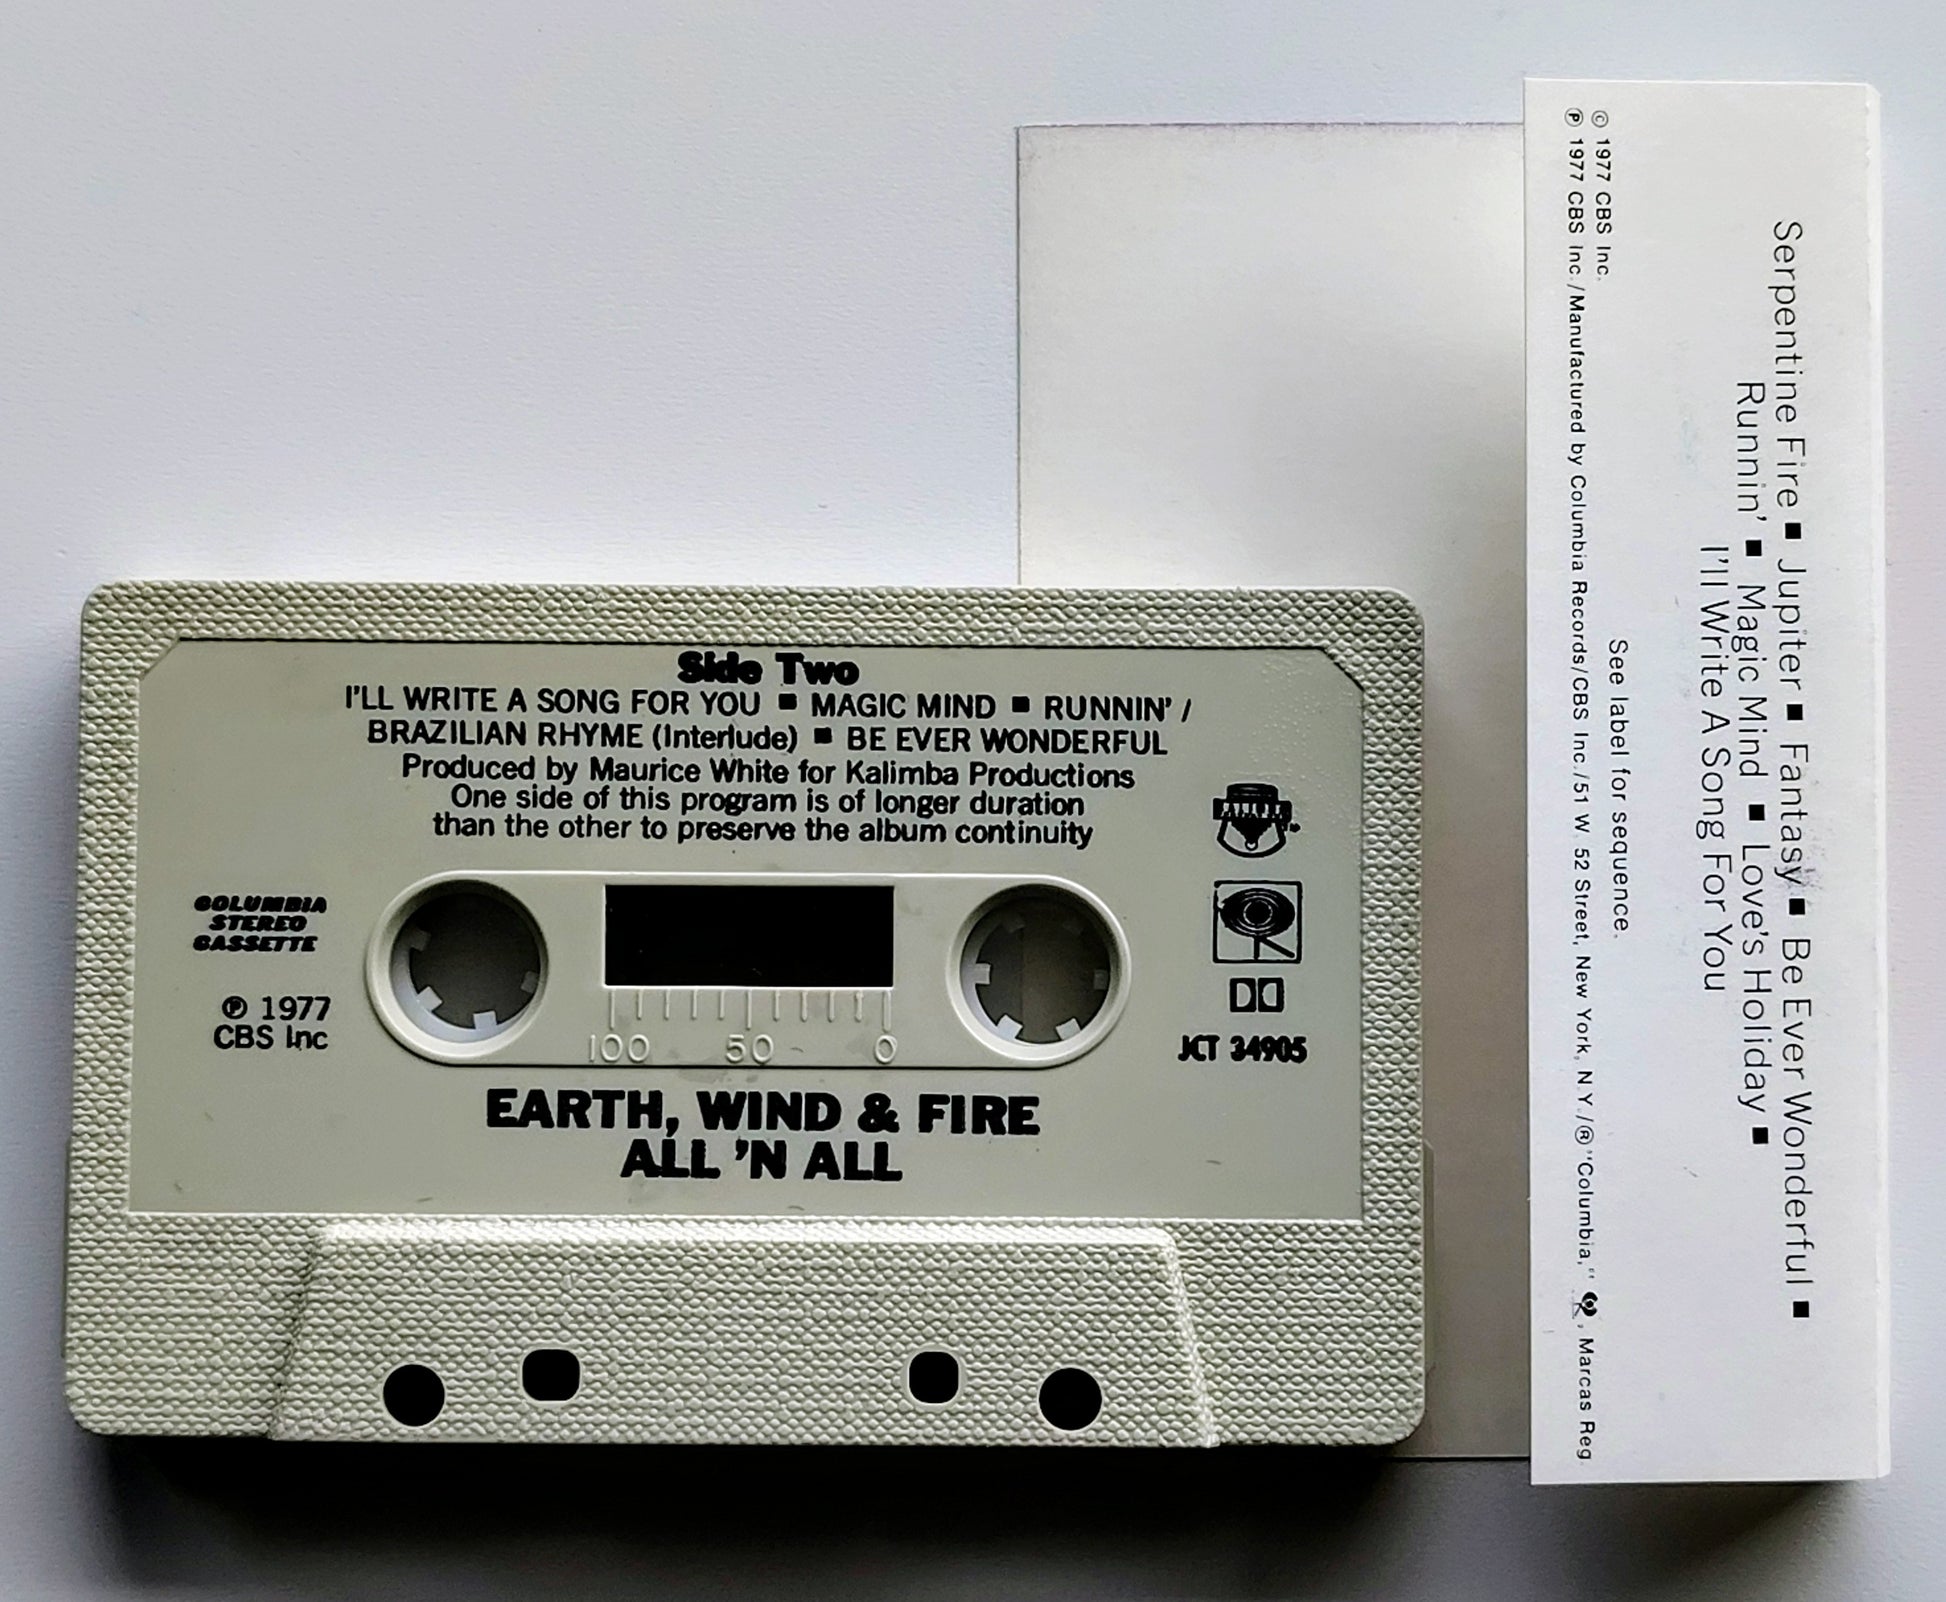 Side Two
I'LL WRITE A SONG FOR YOU ■ MAGIC MIND ■ RUNNIN' /
BRAZILIAN RHYME (Interlude) ■ BE EVER WONDERFUL
Produced by Maurice White for Kalimba Productions
One side of this program is of longer duration
than the other to preserve the album continuity
COLUMBIA
STEREO
CASSETTE
℗ 1977
CBS Inc
100 50 0
JCT 34905
EARTH, WIND & FIRE
ALL 'N ALL
Serpentine Fire ■ Jupiter ■ Fantasy ■ Be Ever Wonderful ■
Runnin' ■ Magic Mind ■ Love's Holiday ■
I'll Write A Song For You
See label for sequence.
© 1977 CBS Inc.
℗ 1977 CBS Inc./Manufactured by Columbia Records/CBS Inc./51 W. 52 Street, New York, N.Y./® "Columbia," , Marcas Reg.